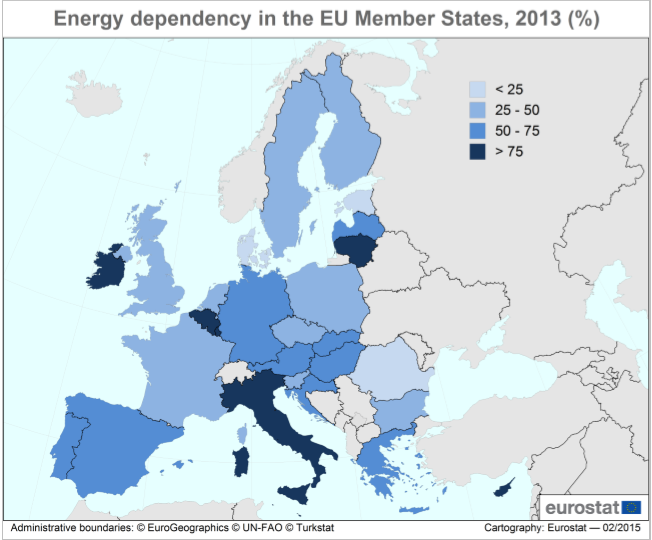 Energy dependency in the EU Member States, 2013 (%)
< 25
25 - 50
50 - 75
> 75
eurostat
Administrative boundaries: © EuroGeographics © UN-FAO © Turkstat
Cartography: Eurostat — 02/2015